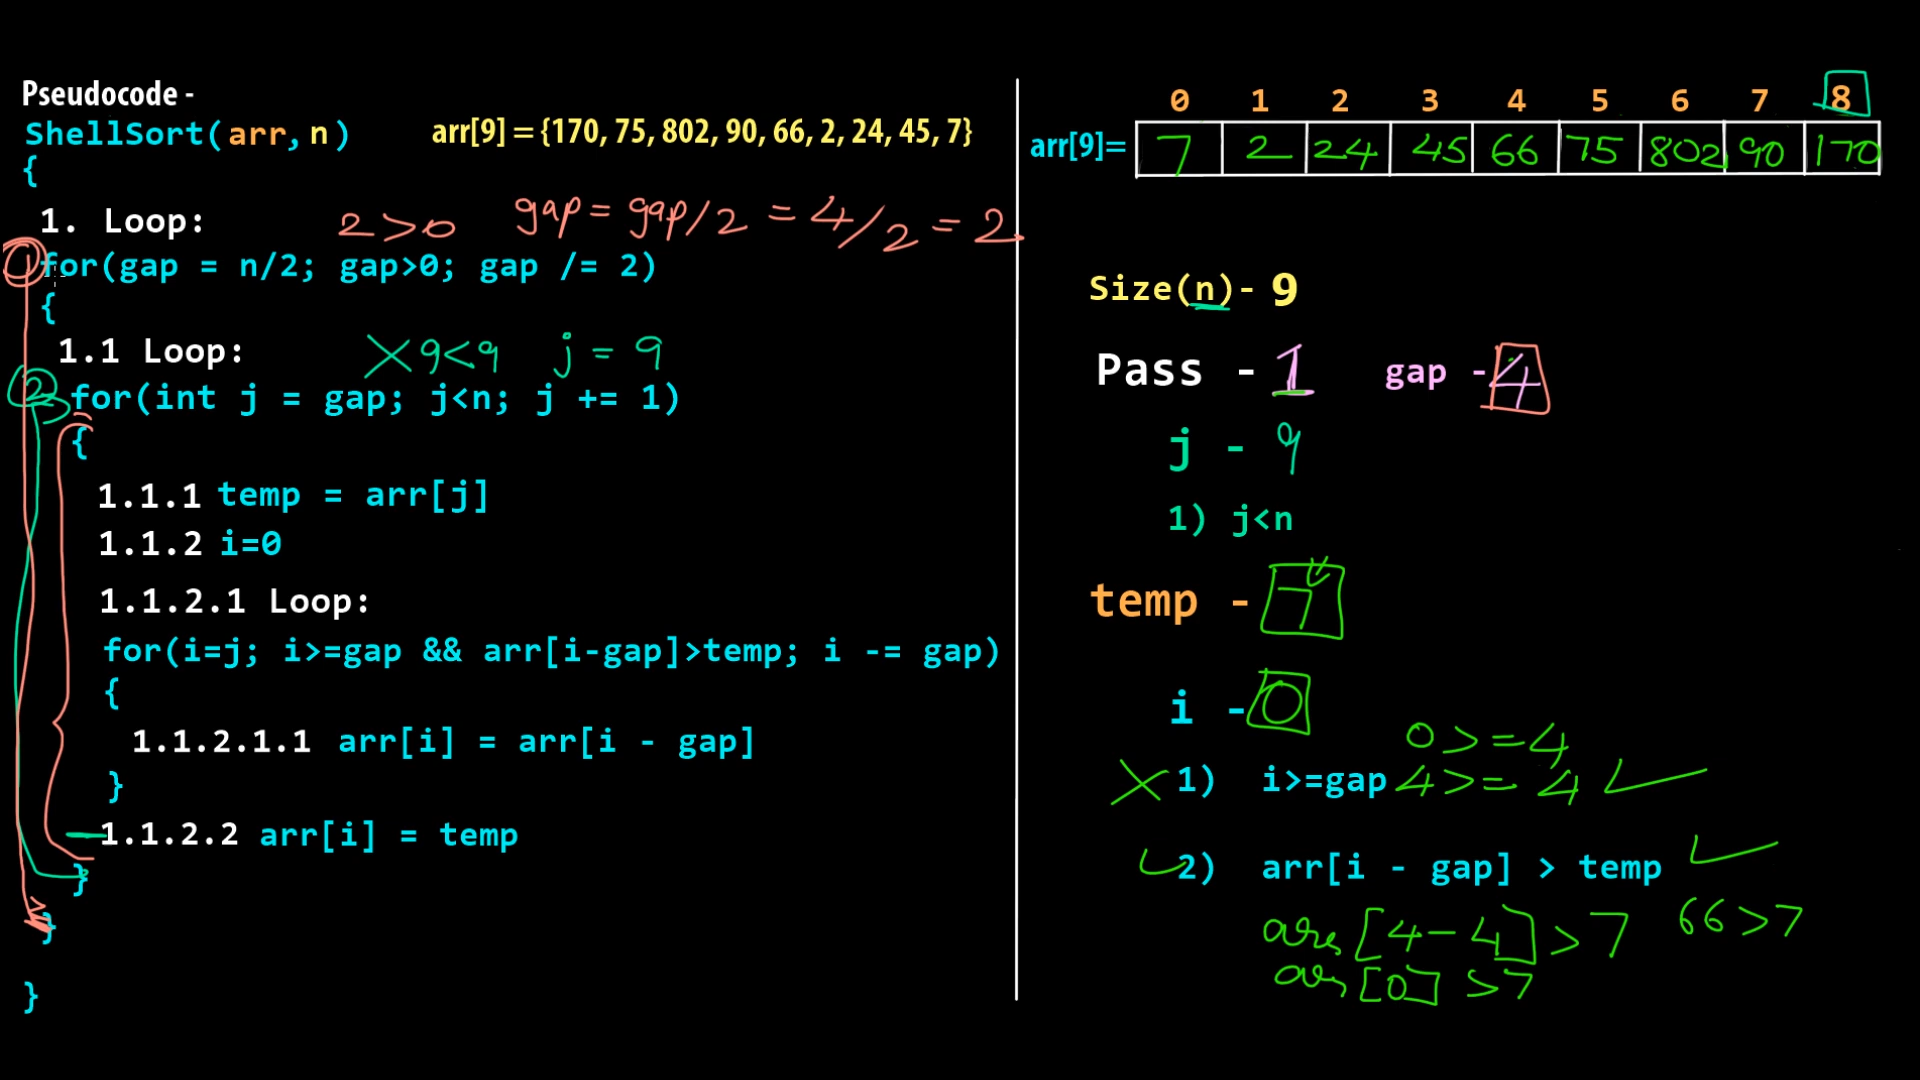 Pseudocode -
ShellSort(arr,n)
arr[9] = {170, 75, 802, 90, 66, 2, 24, 45, 7}
{
1. Loop:
2>0
gap = gap/2 = 4/2 = 2
1
for(gap = n/2; gap>0; gap /= 2)
{
1.1 Loop:
X 9<9
j = 9
2
for(int j = gap; j<n; j += 1)
{
1.1.1 temp = arr[j]
1.1.2 i=0
1.1.2.1 Loop:
for(i=j; i>=gap && arr[i-gap]>temp; i -= gap)
{
1.1.2.1.1 arr[i] = arr[i - gap]
}
1.1.2.2 arr[i] = temp
}
}
}
0 1 2 3 4 5 6 7 8
arr[9]= 7 2 24 45 66 75 802 90 170
Size(n)- 9
Pass - 1 gap - 4
j - 9
1) j<n
temp - 7
i - 0
0>=4
X 1) i>=gap 4>=4 ✓
✓ 2) arr[i - gap] > temp ✓
arr[4-4] > 7 66>7
arr[0] >7